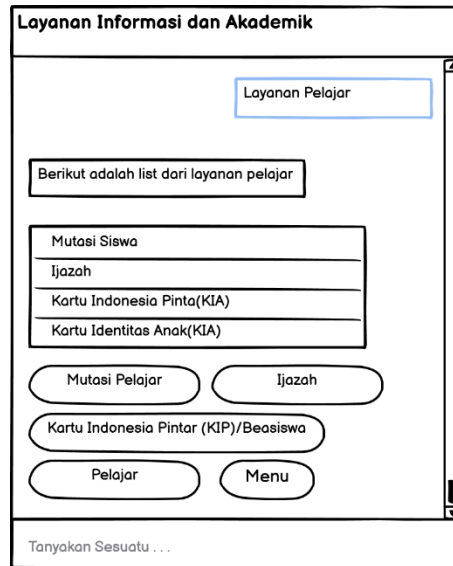 Layanan Informasi dan Akademik
Layanan Pelajar
Berikut adalah list dari layanan pelajar
Mutasi Siswa
Ijazah
Kartu Indonesia Pinta(KIA)
Kartu Identitas Anak(KIA)
Mutasi Pelajar
Ijazah
Kartu Indonesia Pintar (KIP)/Beasiswa
Pelajar
Menu
Tanyakan Sesuatu . . .